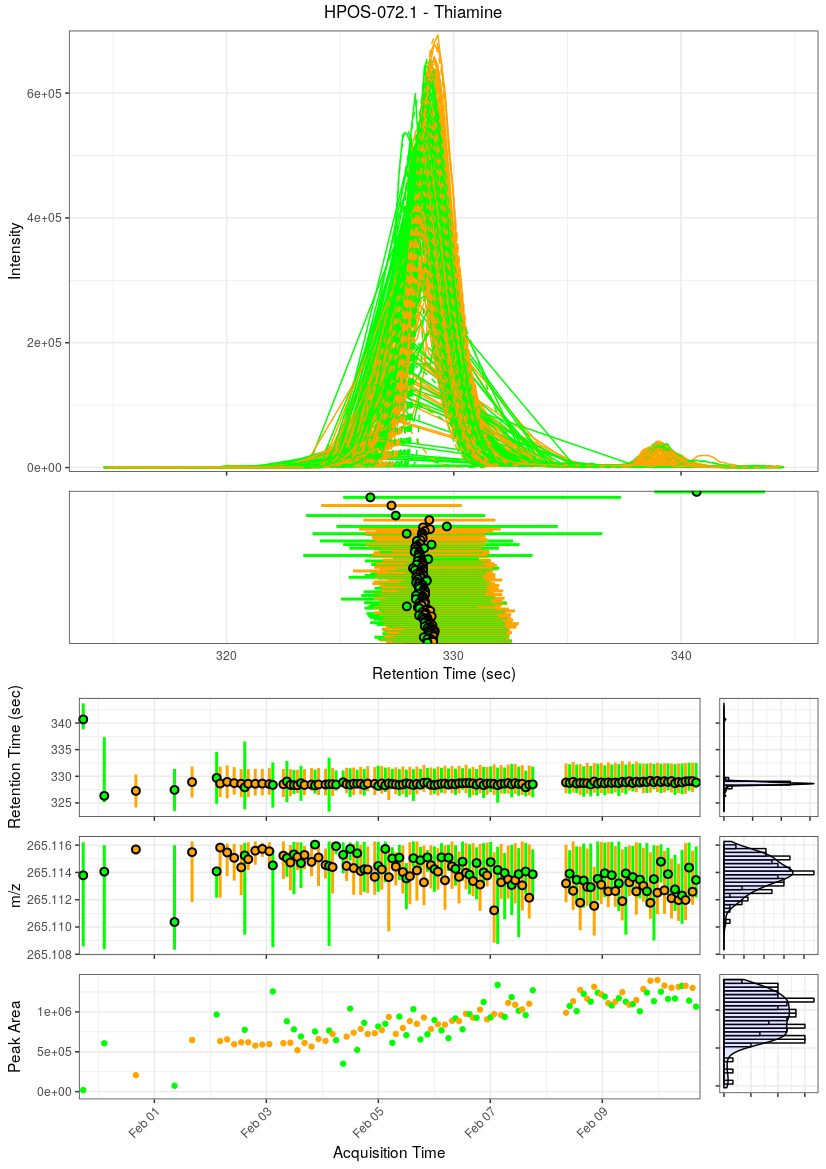 HPOS-072.1 - Thiamine
Intensity
6e+05
4e+05
2e+05
0e+00
320
330
340
Retention Time (sec)
Retention Time (sec)
340
335
330
325
m/z
265.116
265.114
265.112
265.110
265.108
Peak Area
1e+06
5e+05
0e+00
Feb 01
Feb 03
Feb 05
Feb 07
Feb 09
Acquisition Time